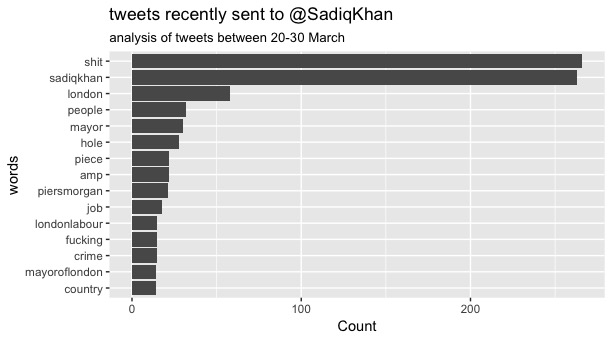 tweets recently sent to @SadiqKhan
analysis of tweets between 20-30 March
words
shit
sadiqkhan
london
people
mayor
hole
piece
amp
piersmorgan
job
londonlabour
fucking
crime
mayoroflondon
country
0 100 200
Count